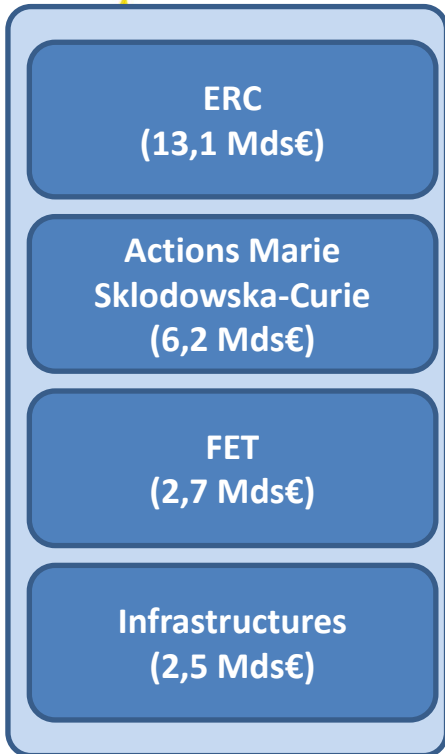 ERC
(13,1 Mds€)
Actions Marie
Sklodowska-Curie
(6,2 Mds€)
FET
(2,7 Mds€)
Infrastructures
(2,5 Mds€)